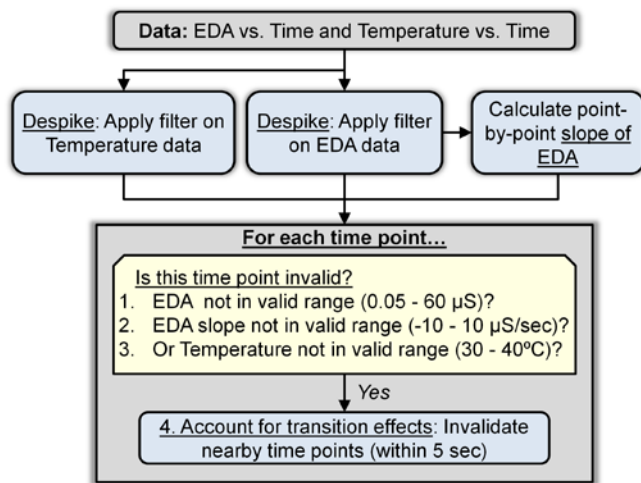 Data: EDA vs. Time and Temperature vs. Time
Despike: Apply filter on
Temperature data
Despike: Apply filter
on EDA data
Calculate point-
by-point slope of
EDA
For each time point…
Is this time point invalid?
1. EDA not in valid range (0.05 - 60 µS)?
2. EDA slope not in valid range (-10 - 10 µS/sec)?
3. Or Temperature not in valid range (30 - 40ºC)?
Yes
4. Account for transition effects: Invalidate
nearby time points (within 5 sec)